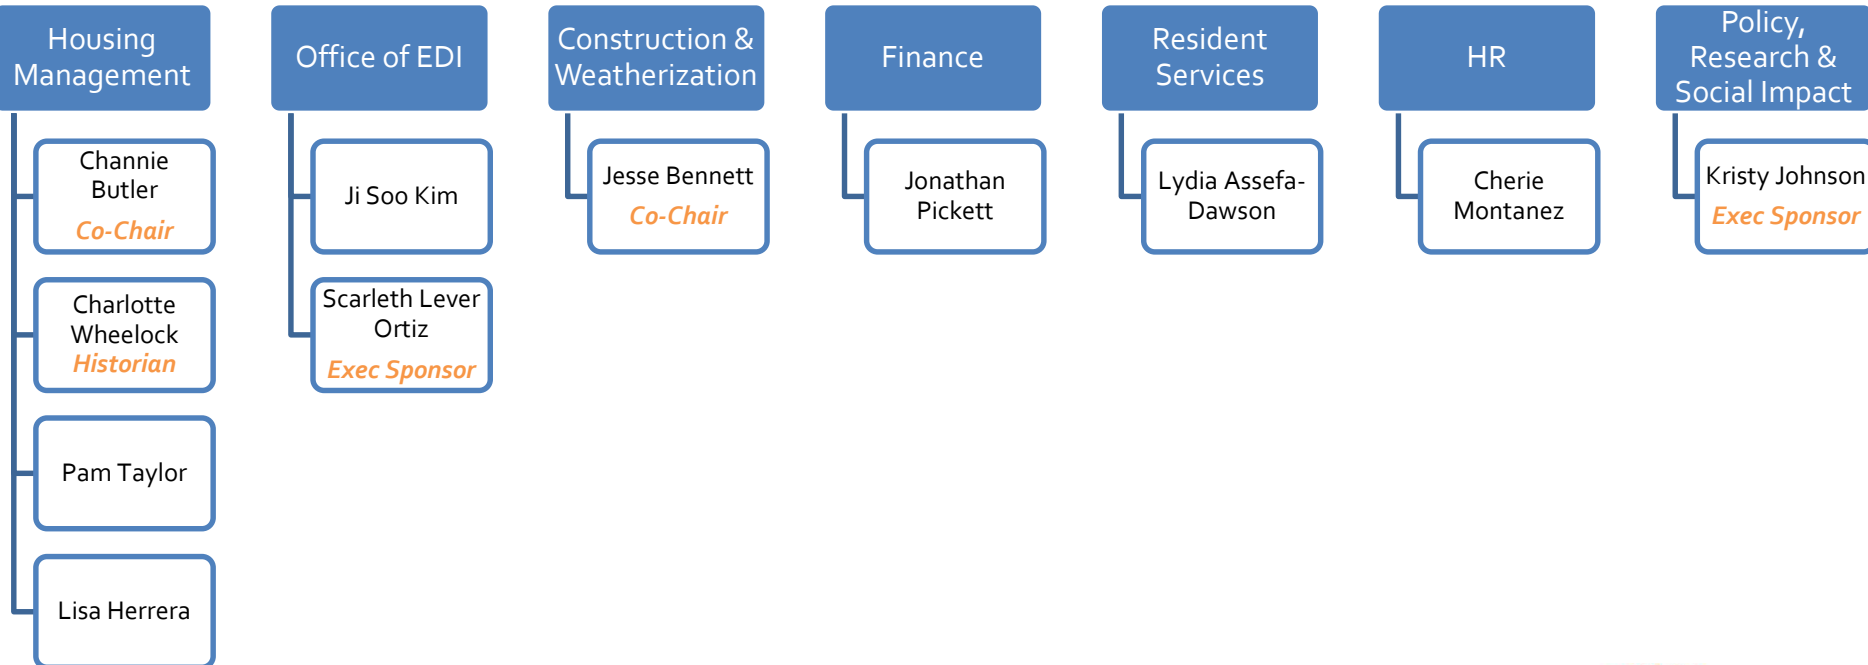 Housing
Management
Channie
Butler
Co-Chair
Charlotte
Wheelock
Historian
Pam Taylor
Lisa Herrera
Office of EDI
Ji Soo Kim
Scarleth Lever
Ortiz
Exec Sponsor
Construction &
Weatherization
Jesse Bennett
Co-Chair
Finance
Jonathan
Pickett
Resident
Services
Lydia Assefa-
Dawson
HR
Cherie
Montanez
Policy,
Research &
Social Impact
Kristy Johnson
Exec Sponsor